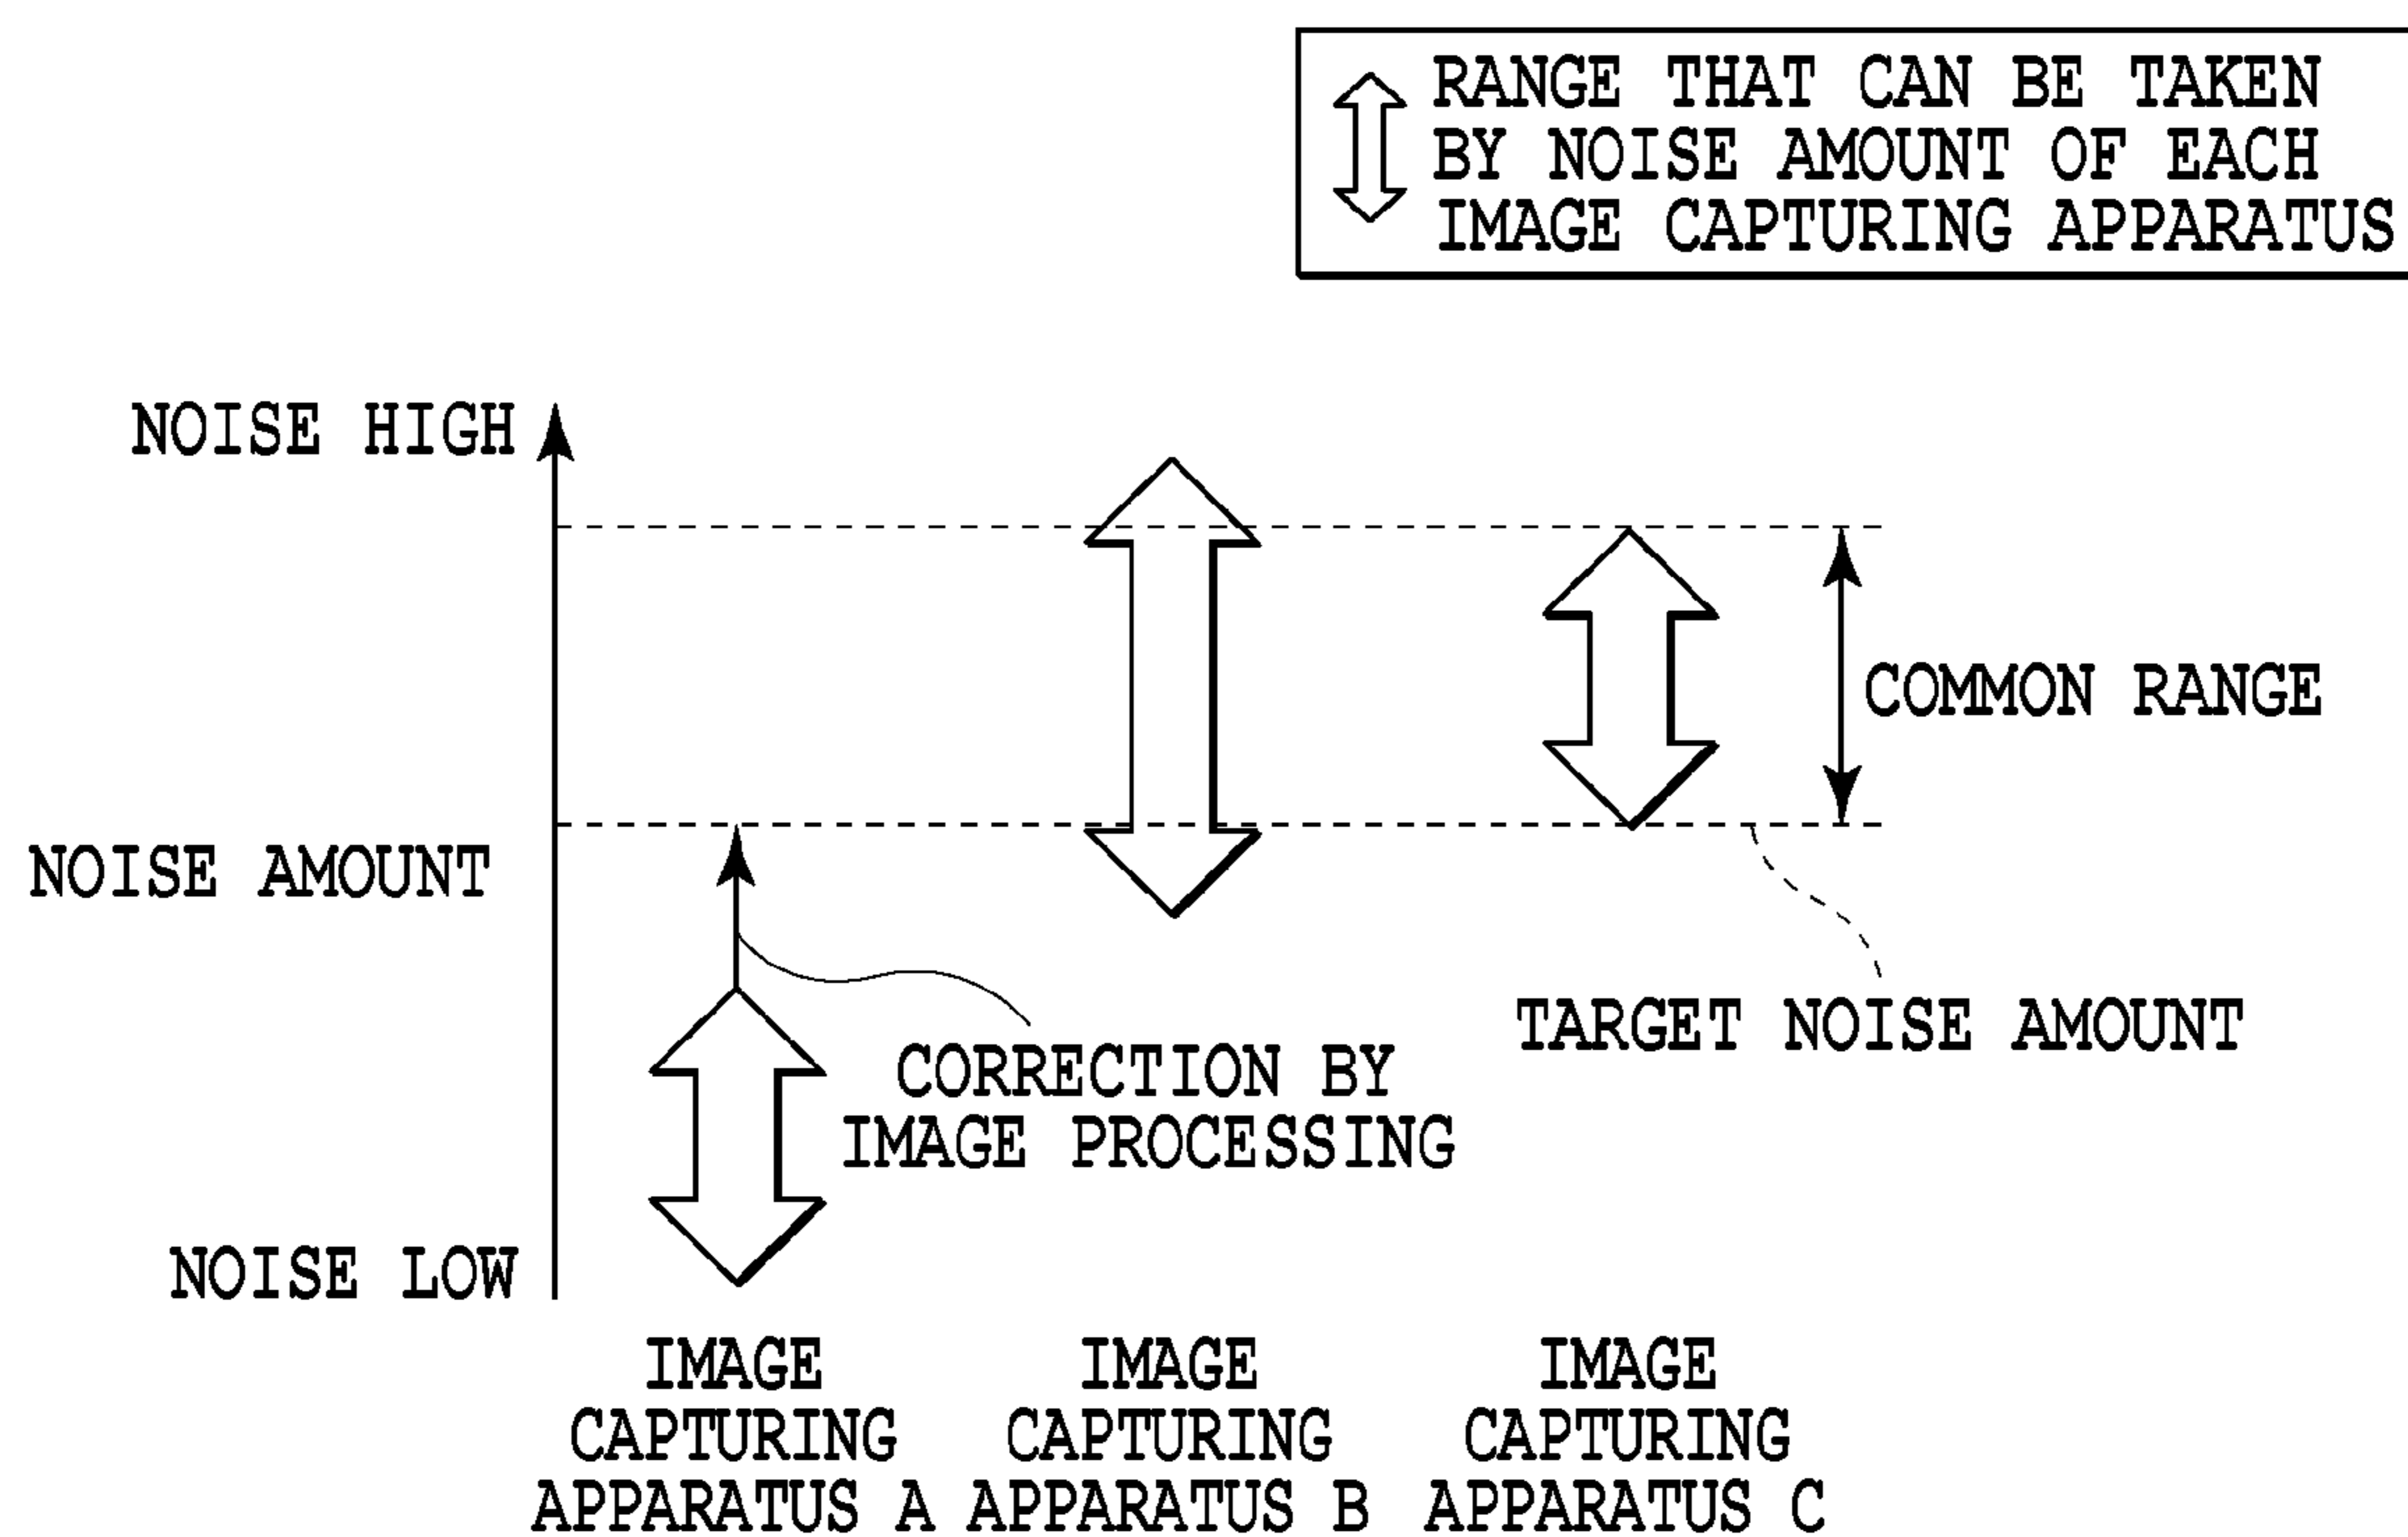 RANGE THAT CAN BE TAKEN
BY NOISE AMOUNT OF EACH
IMAGE CAPTURING APPARATUS
NOISE HIGH
COMMON RANGE
NOISE AMOUNT
TARGET NOISE AMOUNT
CORRECTION BY
IMAGE PROCESSING
NOISE LOW
IMAGE
CAPTURING
APPARATUS A
IMAGE
CAPTURING
APPARATUS B
IMAGE
CAPTURING
APPARATUS C